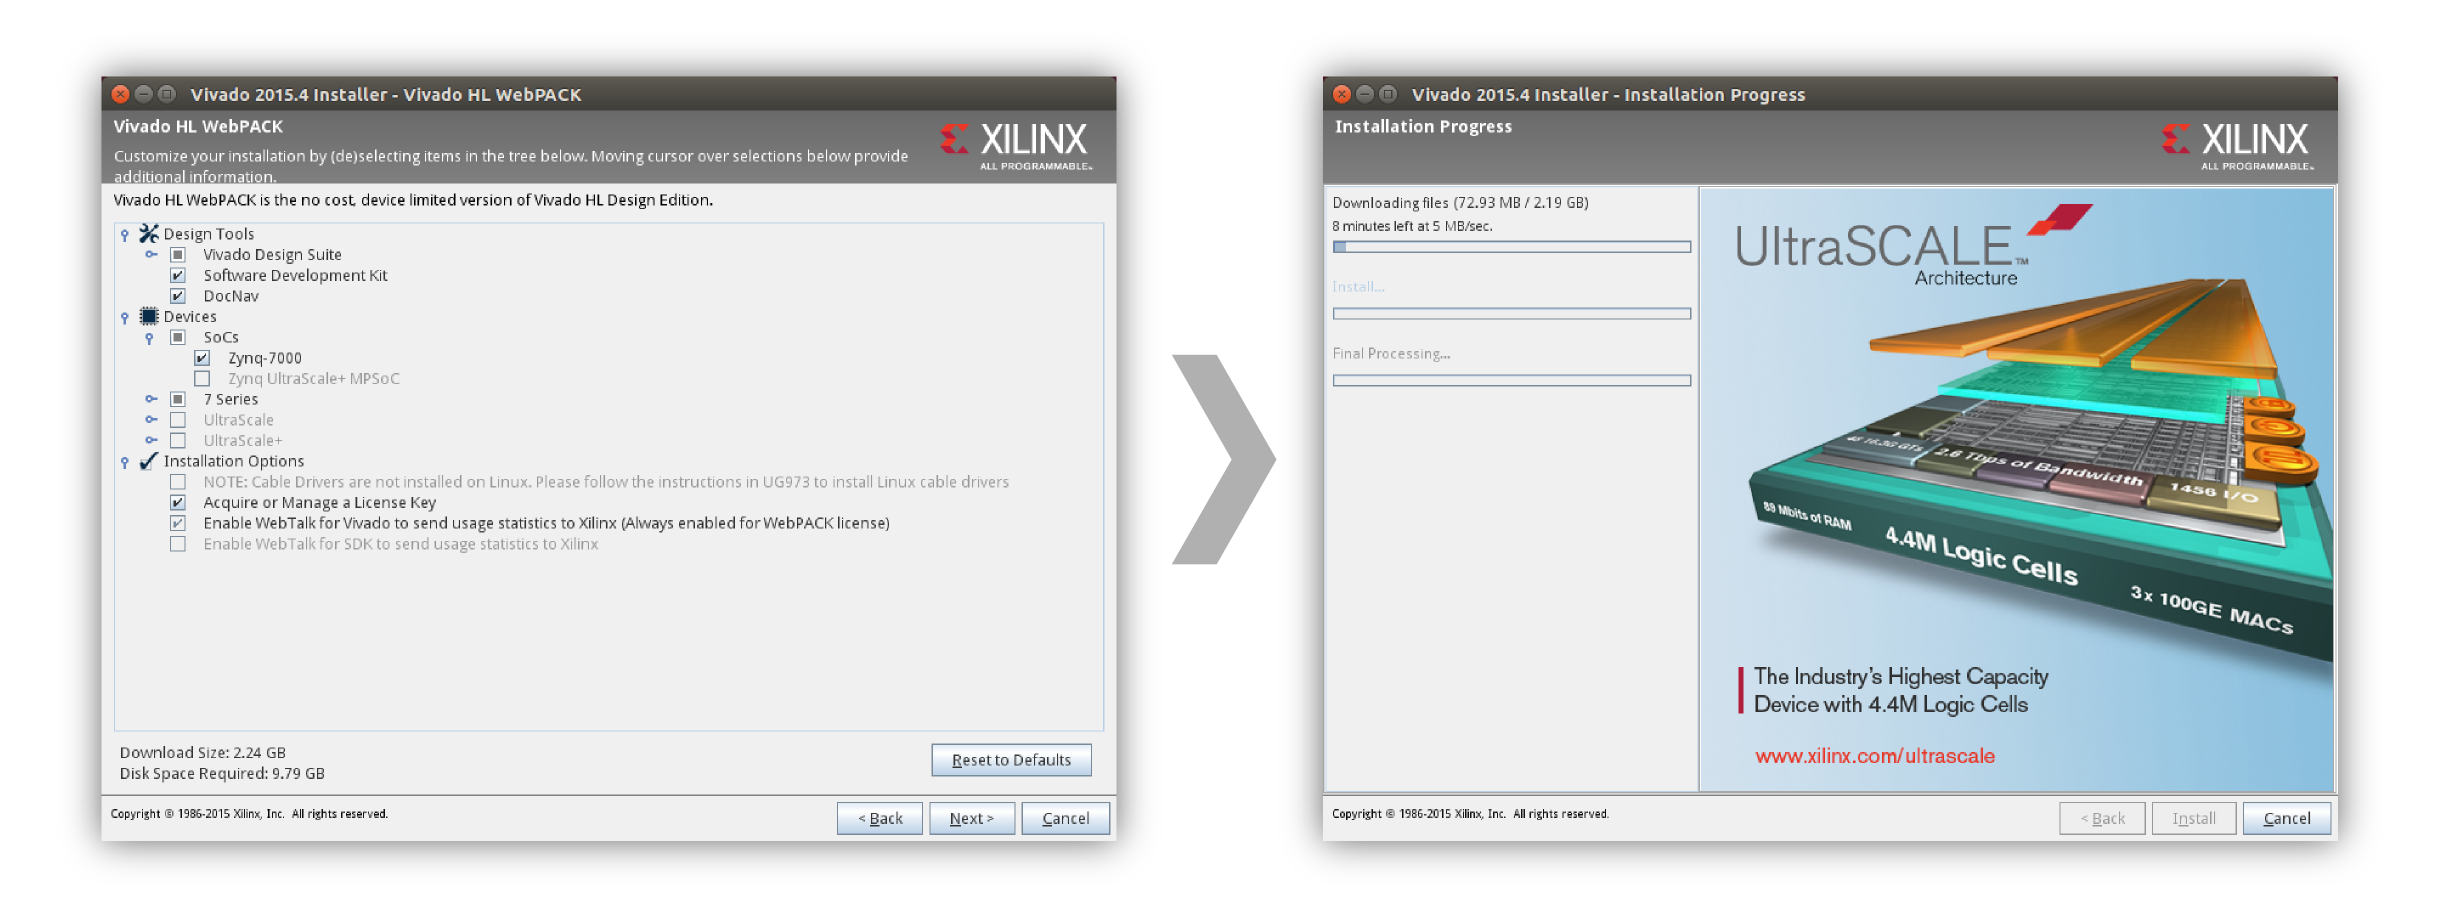 Vivado 2015.4 Installer - Vivado HL WebPACK
Vivado HL WebPACK
Customize your installation by (de)selecting items in the tree below. Moving cursor over selections below provide
additional information.
XILINX
ALL PROGRAMMABLE™
Vivado HL WebPACK is the no cost, device limited version of Vivado HL Design Edition.
Design Tools
Vivado Design Suite
Software Development Kit
DocNav
Devices
SoCs
Zynq-7000
Zynq UltraScale+ MPSoC
7 Series
UltraScale
UltraScale+
Installation Options
NOTE: Cable Drivers are not installed on Linux. Please follow the instructions in UG973 to install Linux cable drivers
Acquire or Manage a License Key
Enable WebTalk for Vivado to send usage statistics to Xilinx (Always enabled for WebPACK license)
Enable WebTalk for SDK to send usage statistics to Xilinx
Download Size: 2.24 GB
Disk Space Required: 9.79 GB
Reset to Defaults
Copyright © 1986-2015 Xilinx, Inc. All rights reserved.
< Back
Next >
Cancel
Vivado 2015.4 Installer - Installation Progress
Installation Progress
XILINX
ALL PROGRAMMABLE™
Downloading files (72.93 MB / 2.19 GB)
8 minutes left at 5 MB/sec.
Install...
Final Processing...
UltraSCALE™
Architecture
48 16.3G GTs
2.6 Tbps of Bandwidth
1456 I/O
89 Mbits of RAM
4.4M Logic Cells
3x 100GE MACs
The Industry's Highest Capacity
Device with 4.4M Logic Cells
www.xilinx.com/ultrascale
Copyright © 1986-2015 Xilinx, Inc. All rights reserved.
< Back
Install
Cancel